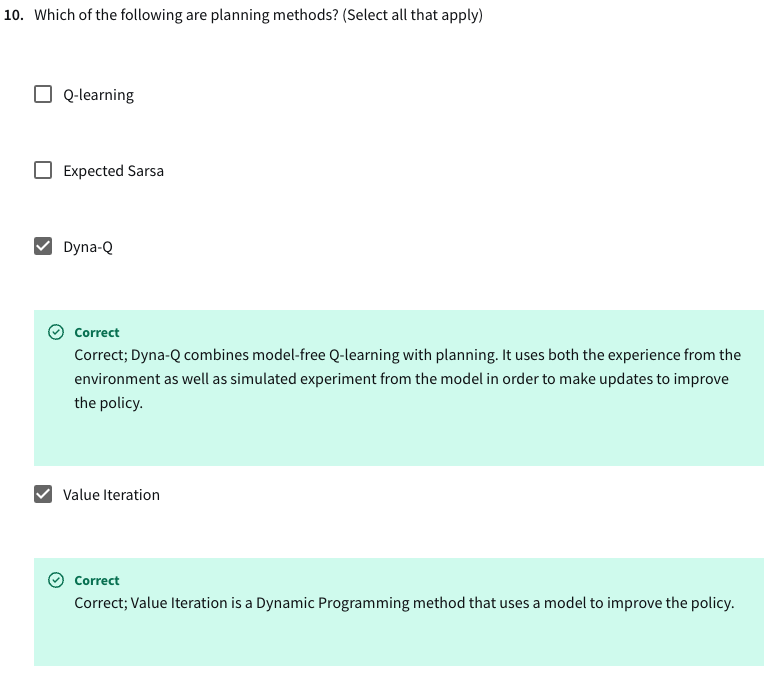 10. Which of the following are planning methods? (Select all that apply)
Q-learning
Expected Sarsa
Dyna-Q
Correct
Correct; Dyna-Q combines model-free Q-learning with planning. It uses both the experience from the
environment as well as simulated experiment from the model in order to make updates to improve
the policy.
Value Iteration
Correct
Correct; Value Iteration is a Dynamic Programming method that uses a model to improve the policy.